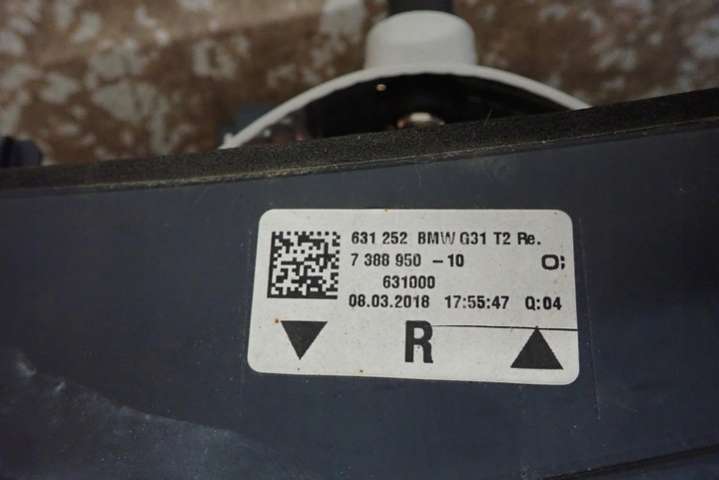 631 252 BMW G31 T2 Re.
7 388 950 -10
631000
08.03.2018 17:55:47 Q:04
R